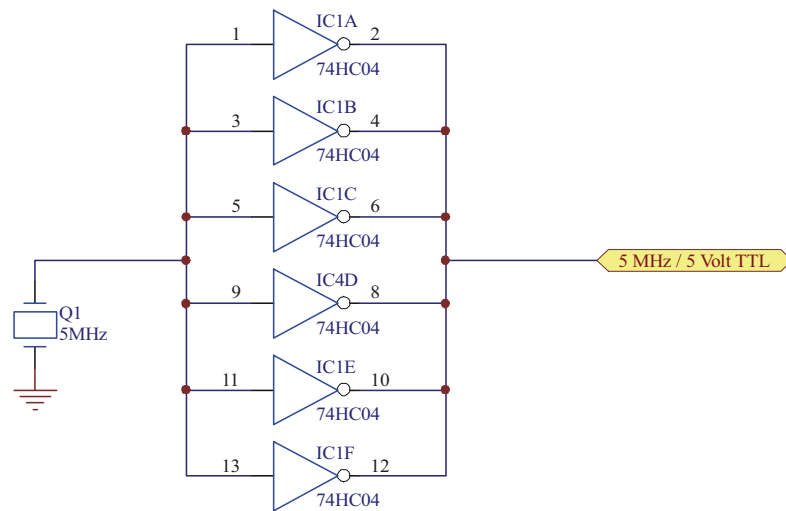 IC1A
1
2
74HC04
IC1B
3
4
74HC04
IC1C
5
6
74HC04
5 MHz / 5 Volt TTL
IC4D
9
8
74HC04
Q1
5MHz
IC1E
11
10
74HC04
IC1F
13
12
74HC04